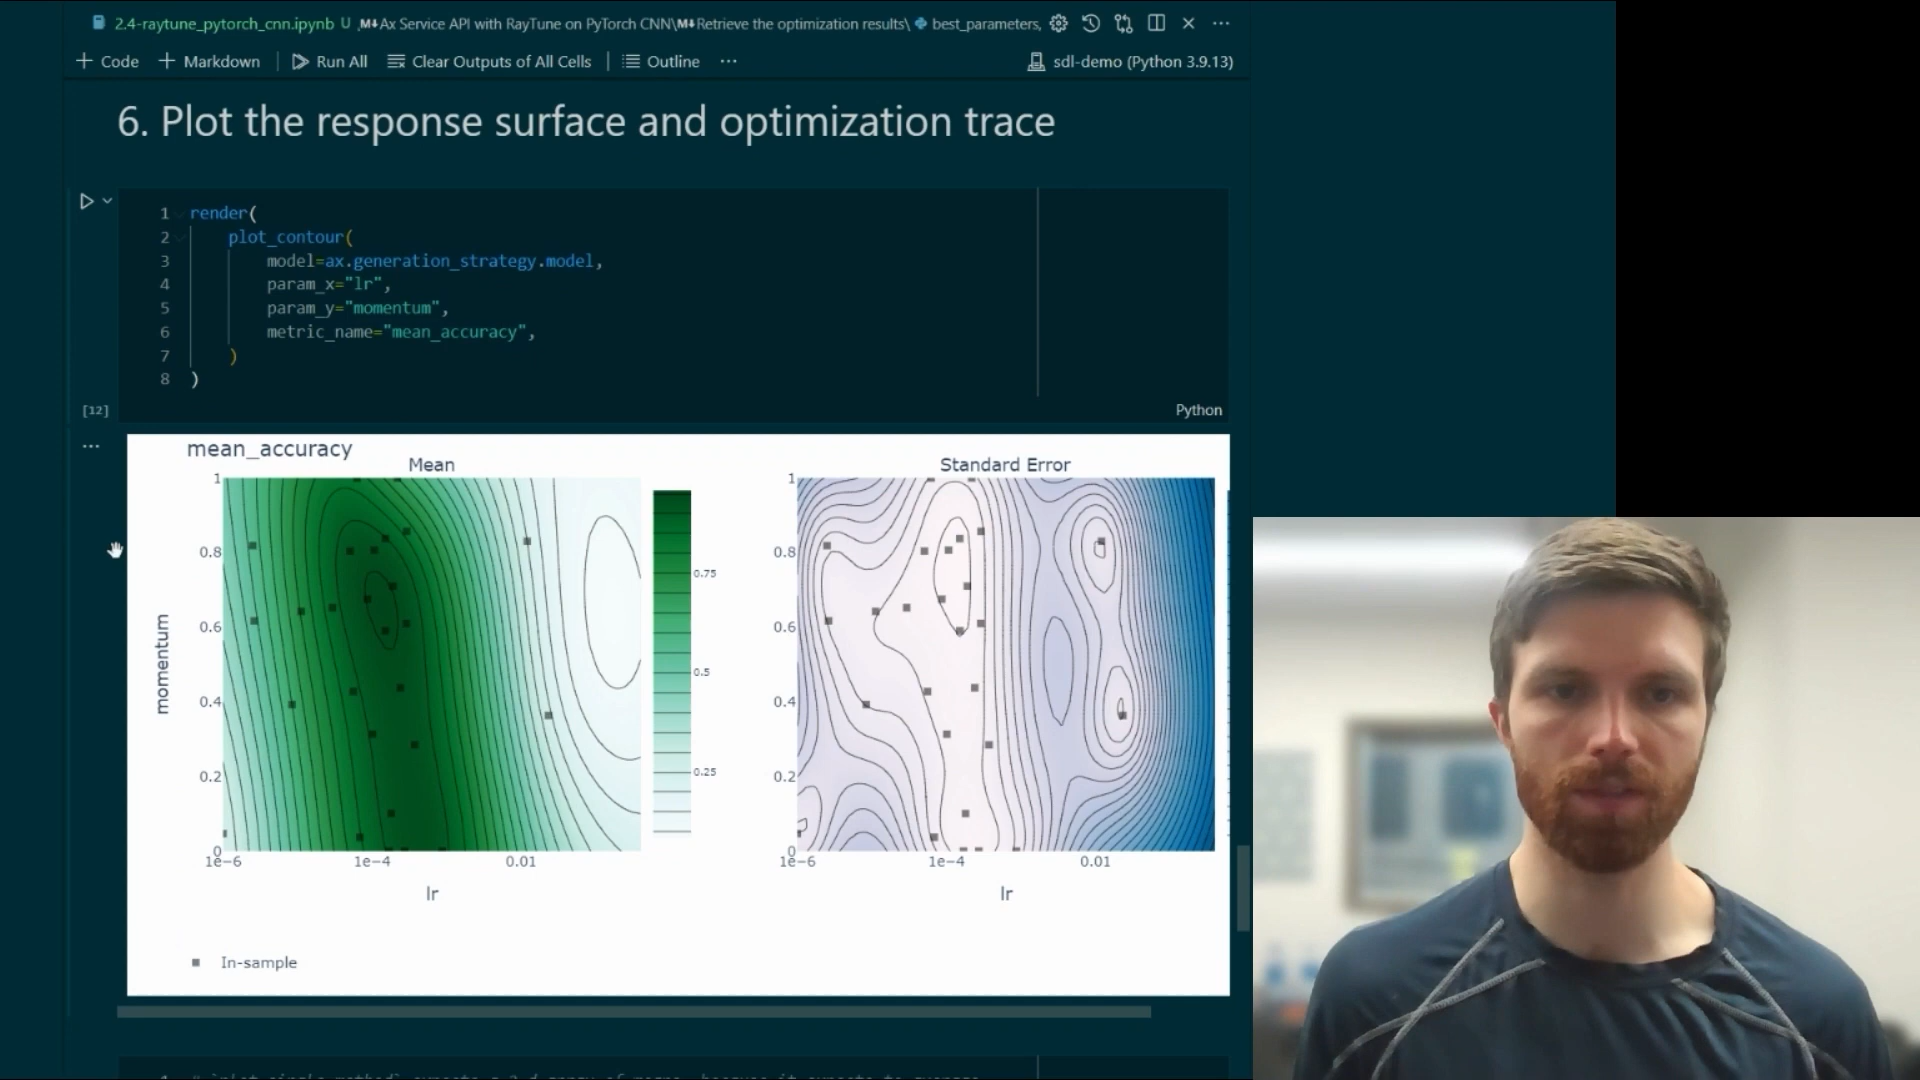 2.4-raytune_pytorch_cnn.ipynb U , M↓Ax Service API with RayTune on PyTorch CNN\M↓Retrieve the optimization results\ best_parameters,
+ Code + Markdown Run All Clear Outputs of All Cells Outline ... sdl-demo (Python 3.9.13)
6. Plot the response surface and optimization trace
1 render(
2 plot_contour(
3 model=ax.generation_strategy.model,
4 param_x="lr",
5 param_y="momentum",
6 metric_name="mean_accuracy",
7 )
8 )
[12]
Python
mean_accuracy
Mean
1
0.8
0.6
0.4
0.2
0
momentum
1e−6
1e−4
0.01
lr
0.75
0.5
0.25
Standard Error
1
0.8
0.6
0.4
0.2
0
1e−6
1e−4
0.01
lr
In-sample